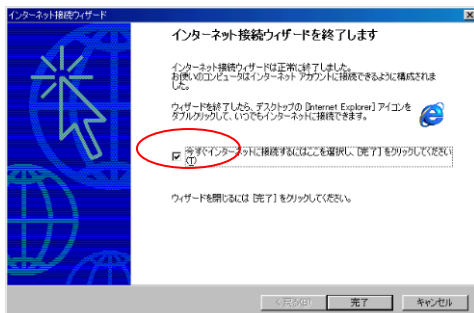 インターネット接続ウィザード
インターネット接続ウィザードを終了します
インターネット接続ウィザードは正常に終了しました。
お使いのコンピュータはインターネット アカウントに接続できるように構成されま
した。
ウィザードを終了したら、デスクトップの [Internet Explorer] アイコンを
ダブルクリックして、いつでもインターネットに接続できます。
今すぐインターネットに接続するにはここを選択し、[完了] をクリックしてください
(I)
ウィザードを閉じるには [完了] をクリックしてください。
< 戻る(B)
完了
キャンセル